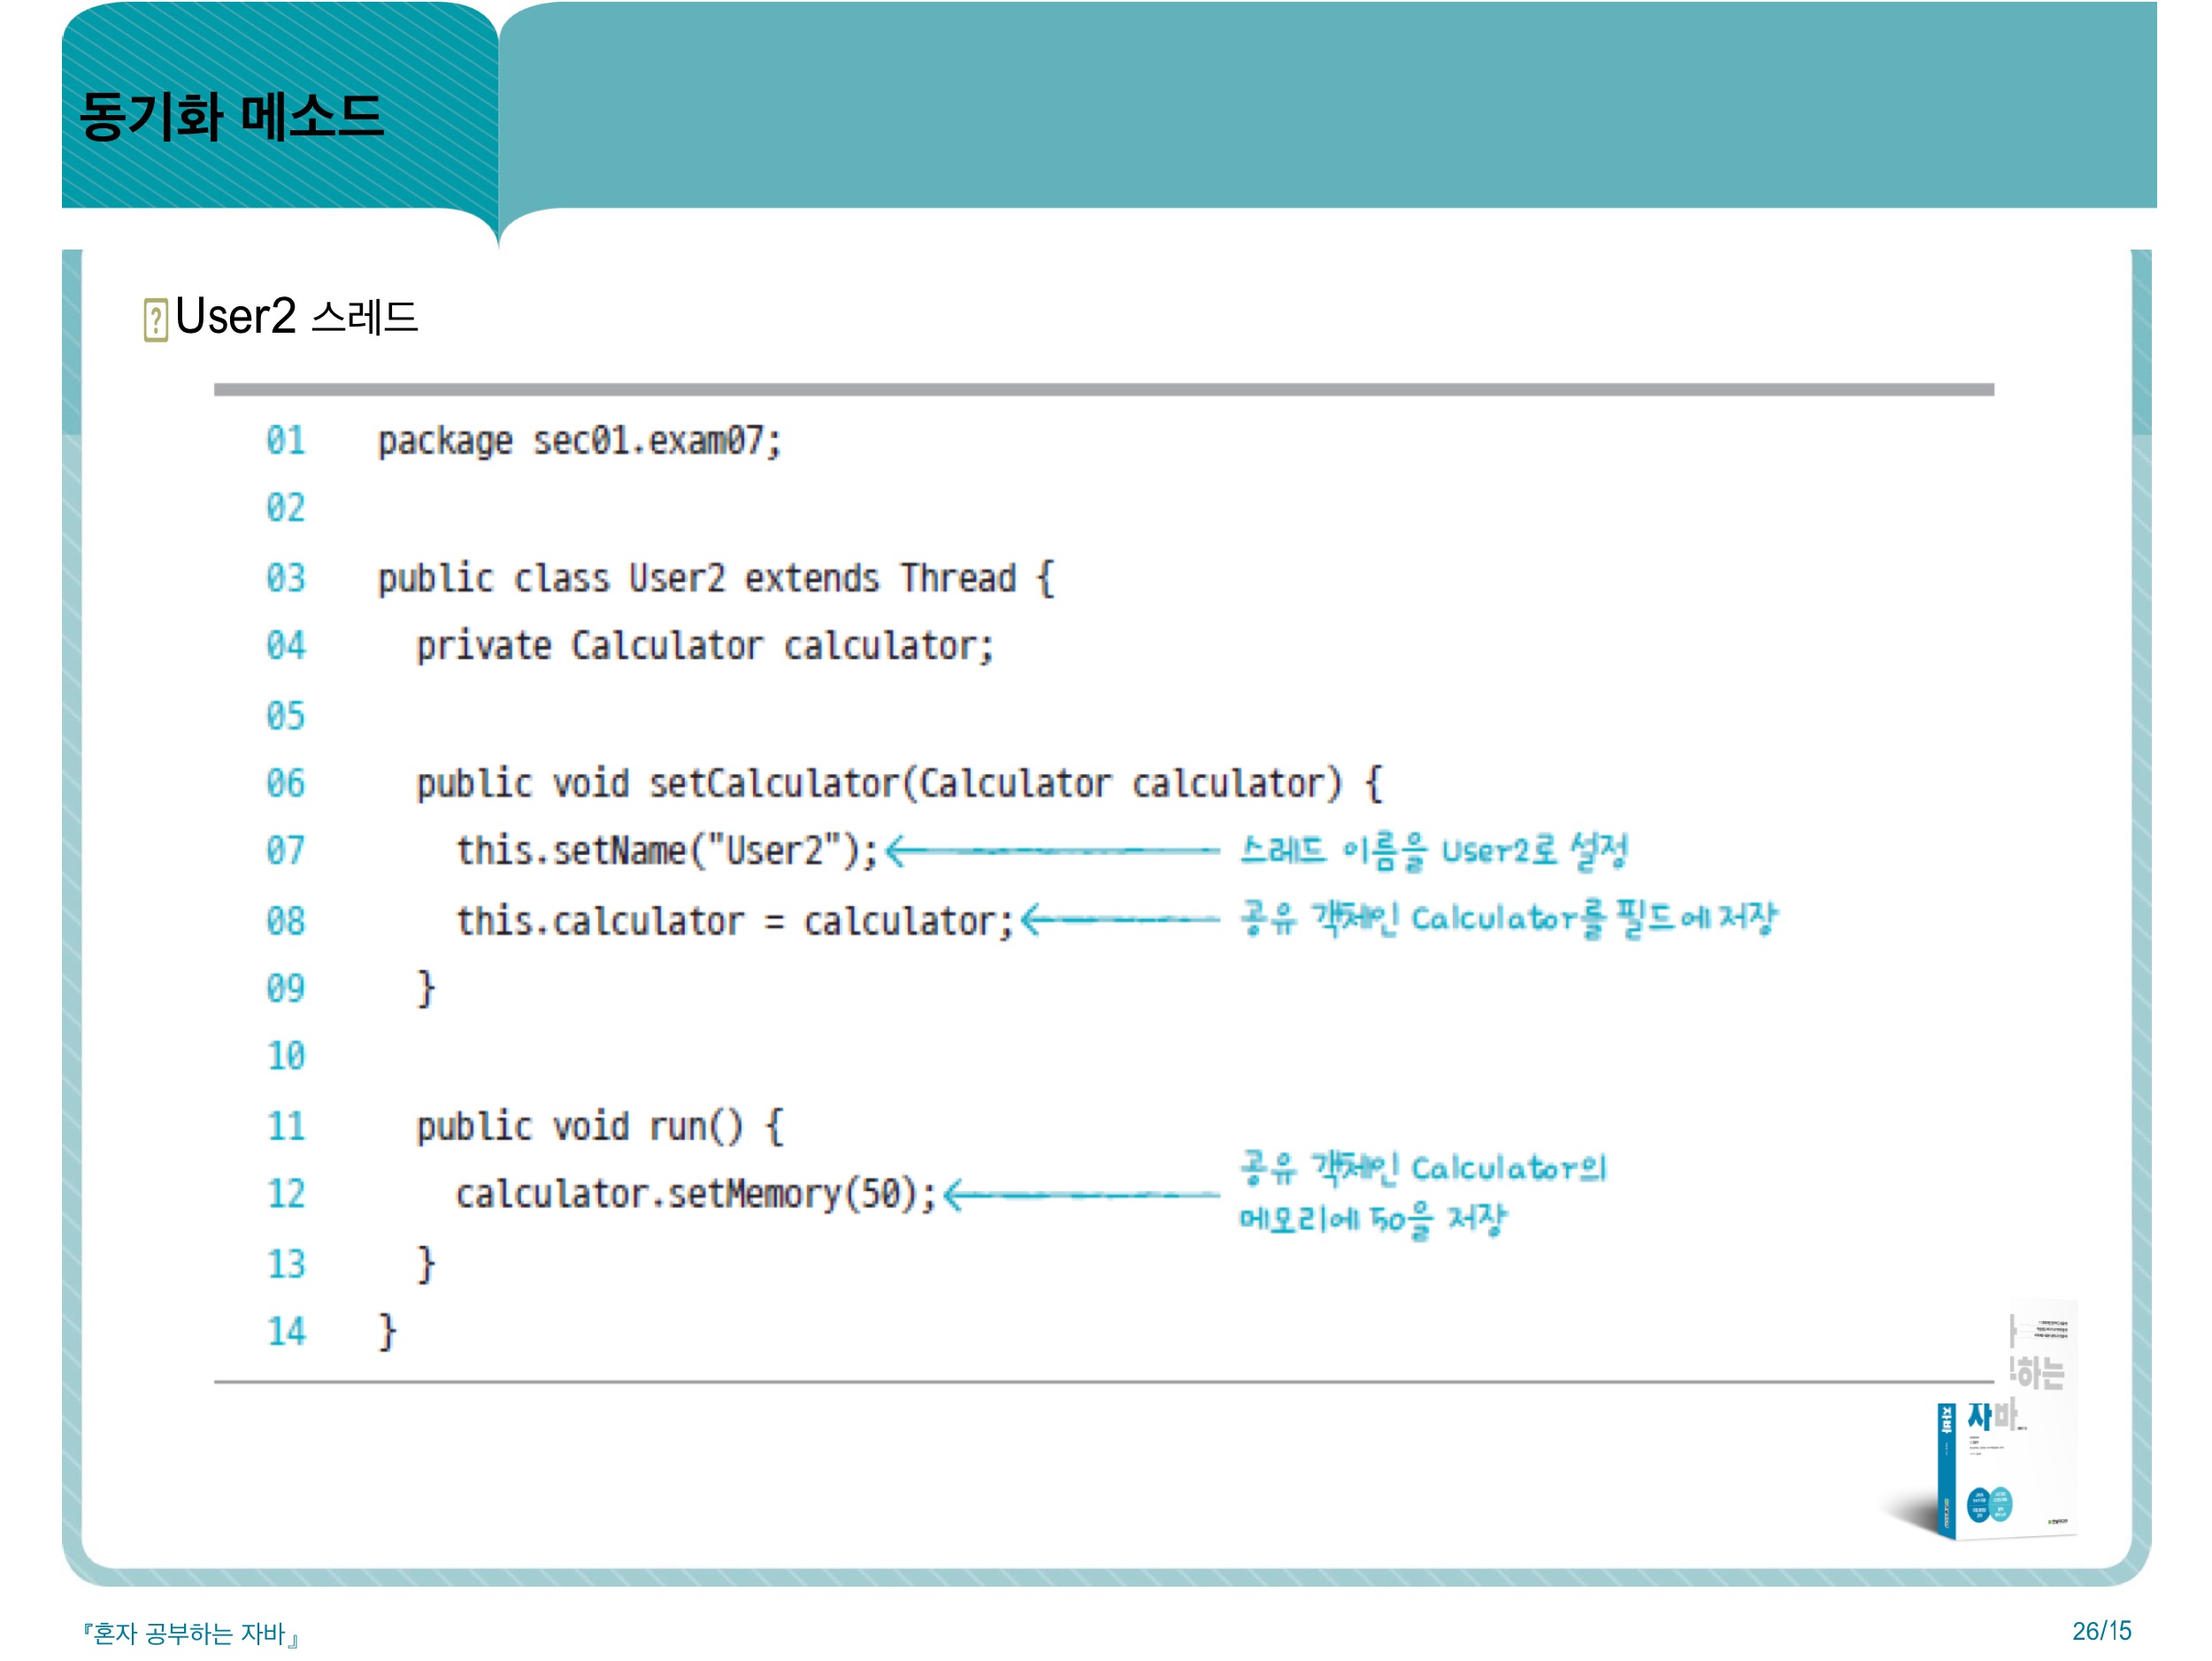 동기화 메소드
User2 스레드
01 package sec01.exam07;
02
03 public class User2 extends Thread {
04 private Calculator calculator;
05
06 public void setCalculator(Calculator calculator) {
07 this.setName("User2"); 스레드 이름을 User2로 설정
08 this.calculator = calculator; 공유 객체인 Calculator를 필드에 저장
09 }
10
11 public void run() {
12 calculator.setMemory(50); 공유 객체인 Calculator의
메모리에 50을 저장
13 }
14 }
하는
자바
자바
『혼자 공부하는 자바』
26/15